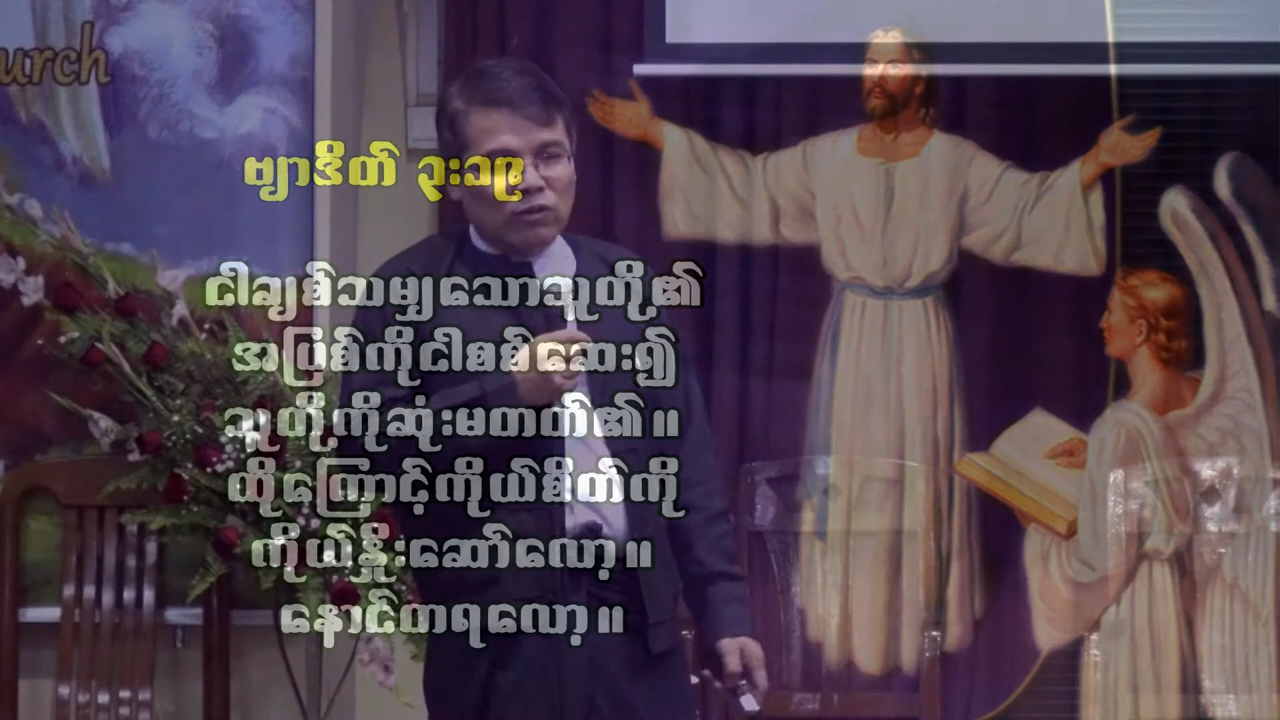 urch
ဗျာဒိတ် ၃း၁၉
ငါချစ်သမျှသောသူတို့၏
အပြစ်ကိုငါစစ်ဆေး၍
သူတို့ကိုဆုံးမတတ်၏။
ထိုကြောင့်ကိုယ်စိတ်ကို
ကိုယ်နှိုးဆော်လော့။
နောင်တရလော့။